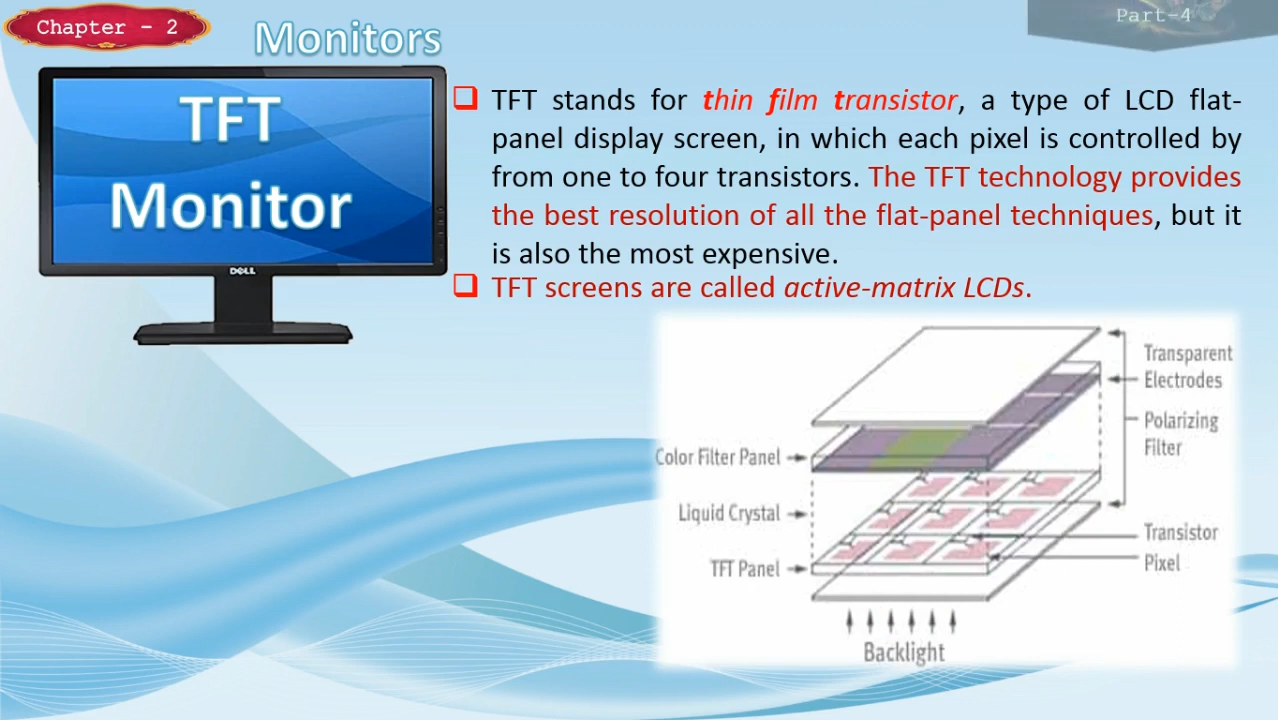 Chapter - 2
Monitors
Part-4
TFT
Monitor
DELL
TFT stands for thin film transistor, a type of LCD flat-
panel display screen, in which each pixel is controlled by
from one to four transistors. The TFT technology provides
the best resolution of all the flat-panel techniques, but it
is also the most expensive.
TFT screens are called active-matrix LCDs.
Transparent
Electrodes
Polarizing
Filter
Color Filter Panel
Liquid Crystal
Transistor
TFT Panel
Pixel
Backlight